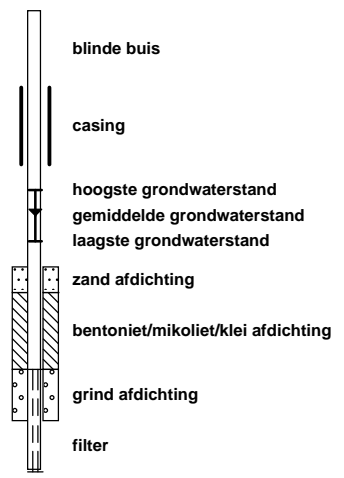 blinde buis
casing
hoogste grondwaterstand
gemiddelde grondwaterstand
laagste grondwaterstand
zand afdichting
bentoniet/mikoliet/klei afdichting
grind afdichting
filter